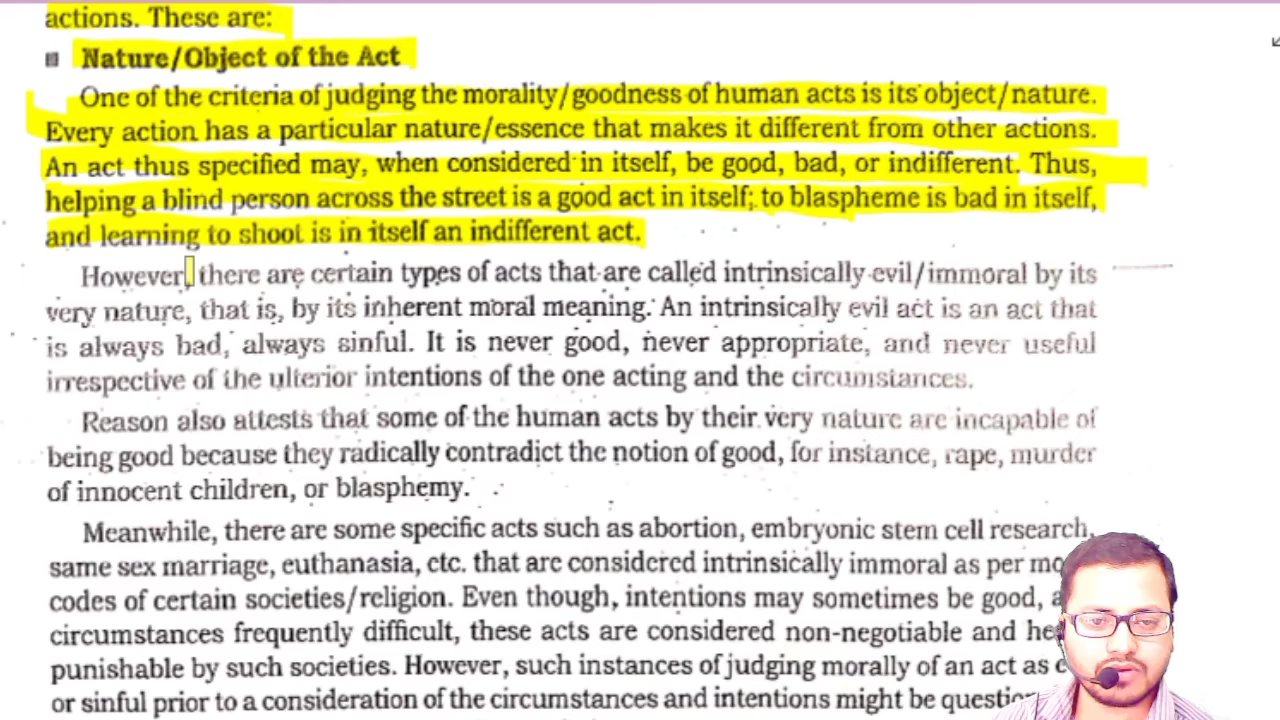 actions. These are:
Nature/Object of the Act
One of the criteria of judging the morality/goodness of human acts is its object/nature.
Every action has a particular nature/essence that makes it different from other actions.
An act thus specified may, when considered in itself, be good, bad, or indifferent. Thus,
helping a blind person across the street is a good act in itself; to blaspheme is bad in itself,
and learning to shoot is in itself an indifferent act.
However, there are certain types of acts that are called intrinsically evil/immoral by its
very nature, that is, by its inherent moral meaning. An intrinsically evil act is an act that
is always bad, always sinful. It is never good, never appropriate, and never useful
irrespective of the ulterior intentions of the one acting and the circumstances.
Reason also attests that some of the human acts by their very nature are incapable of
being good because they radically contradict the notion of good, for instance, rape, murder
of innocent children, or blasphemy.
Meanwhile, there are some specific acts such as abortion, embryonic stem cell research,
same sex marriage, euthanasia, etc. that are considered intrinsically immoral as per
codes of certain societies/religion. Even though, intentions may sometimes be good,
circumstances frequently difficult, these acts are considered non-negotiable and
punishable by such societies. However, such instances of judging morally of an act as
or sinful prior to a consideration of the circumstances and intentions might be